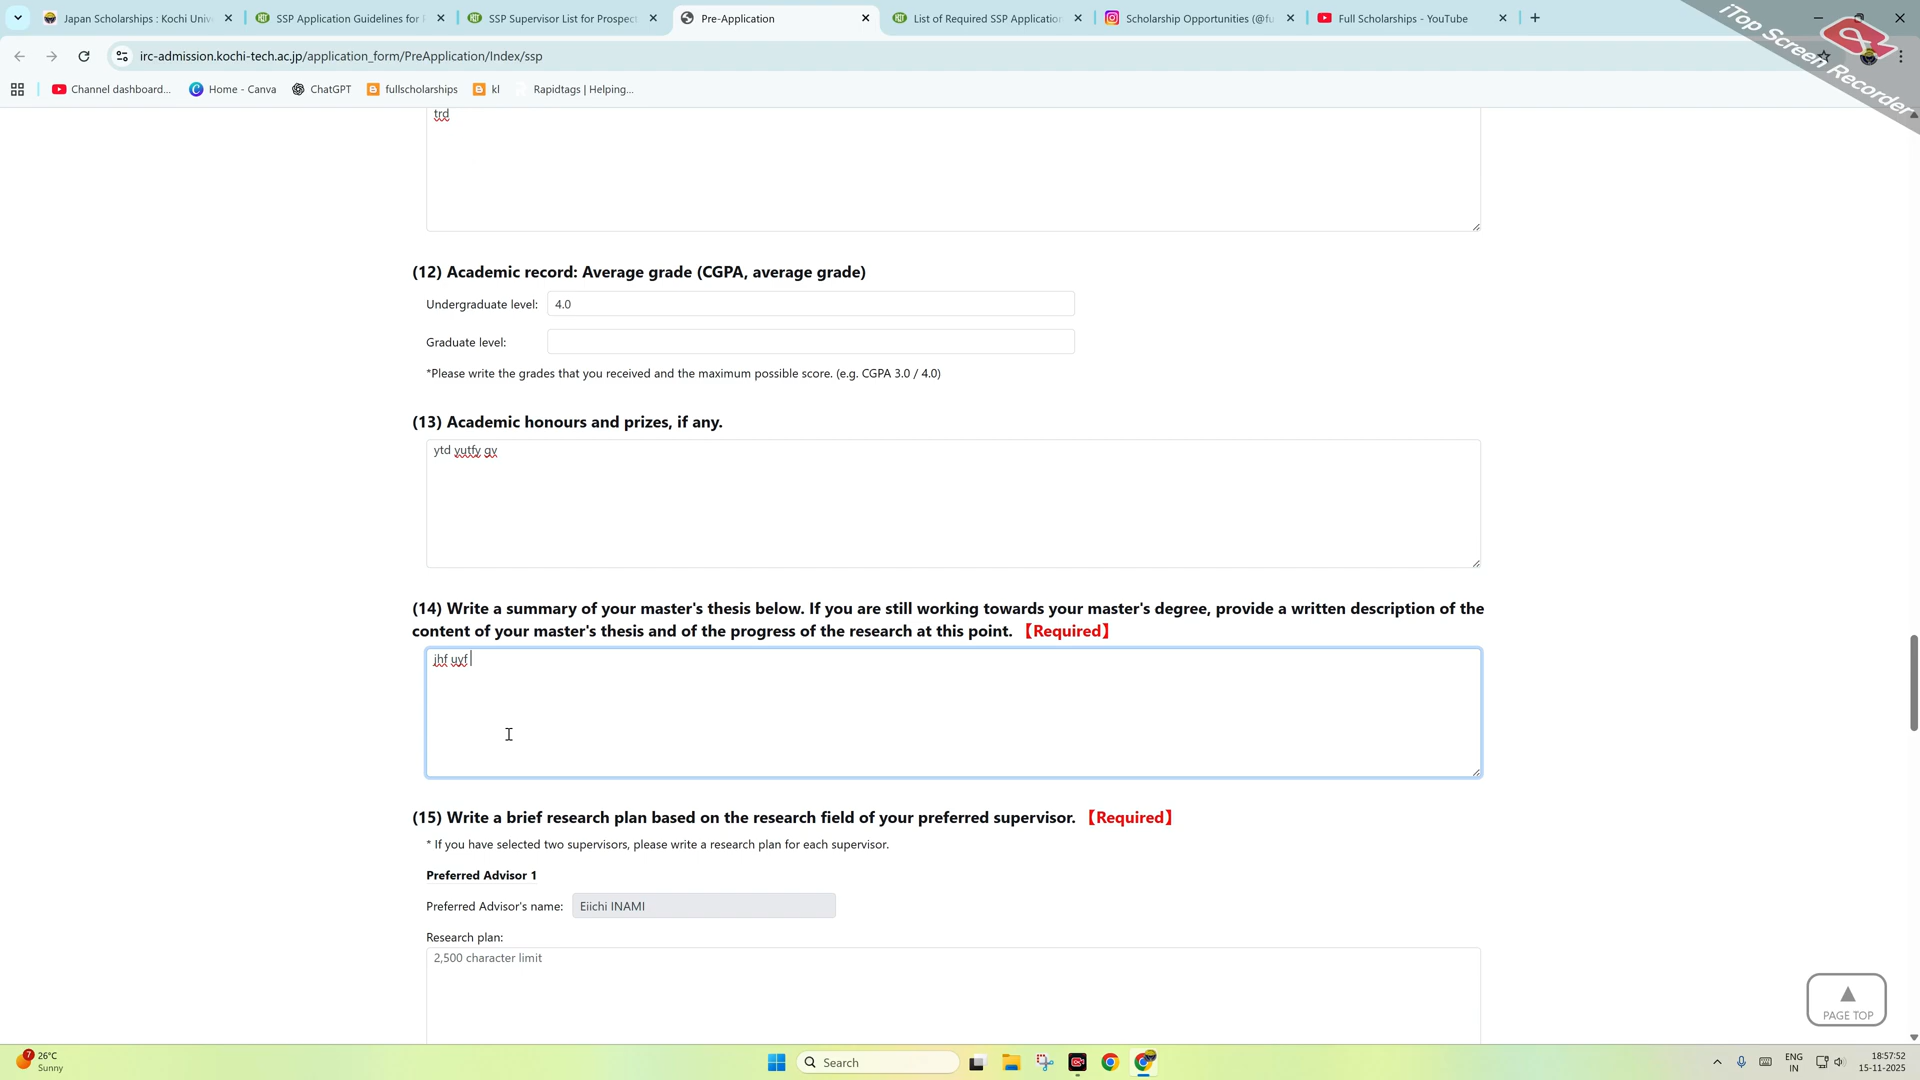 Japan Scholarships : Kochi Univ
SSP Application Guidelines for P
SSP Supervisor List for Prospect
Pre-Application
List of Required SSP Application
Scholarship Opportunities (@fu
Full Scholarships - YouTube
iTop Screen Recorder
irc-admission.kochi-tech.ac.jp/application_form/PreApplication/Index/ssp
Channel dashboard...
Home - Canva
ChatGPT
fullscholarships
kl
Rapidtags | Helping...
trd
(12) Academic record: Average grade (CGPA, average grade)
Undergraduate level: 4.0
Graduate level:
*Please write the grades that you received and the maximum possible score. (e.g. CGPA 3.0 / 4.0)
(13) Academic honours and prizes, if any.
ytd yutfy gv
(14) Write a summary of your master's thesis below. If you are still working towards your master's degree, provide a written description of the
content of your master's thesis and of the progress of the research at this point. 【Required】
jhf uyf
(15) Write a brief research plan based on the research field of your preferred supervisor. 【Required】
* If you have selected two supervisors, please write a research plan for each supervisor.
Preferred Advisor 1
Preferred Advisor's name: Eiichi INAMI
Research plan:
2,500 character limit
PAGE TOP
7
26°C
Sunny
Search
ENG
IN
18:57:52
15-11-2025